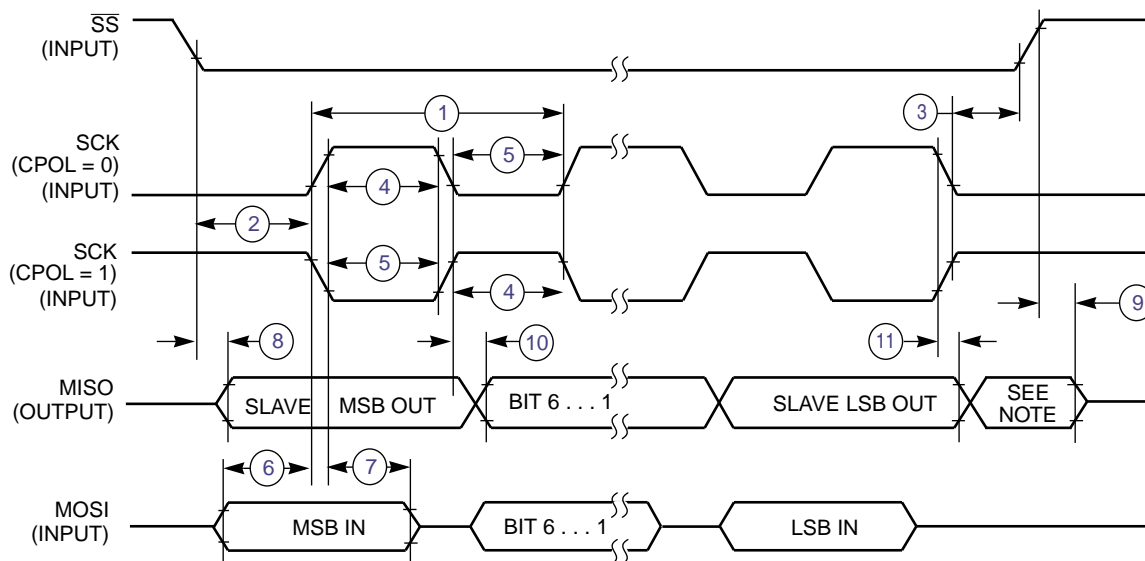 SS
(INPUT)
1
3
SCK
(CPOL = 0)
(INPUT)
5
4
2
SCK
(CPOL = 1)
(INPUT)
5
4
9
8
10
11
MISO
(OUTPUT)
SLAVE MSB OUT
BIT 6 . . . 1
SLAVE LSB OUT
SEE
NOTE
6
7
MOSI
(INPUT)
MSB IN
BIT 6 . . . 1
LSB IN